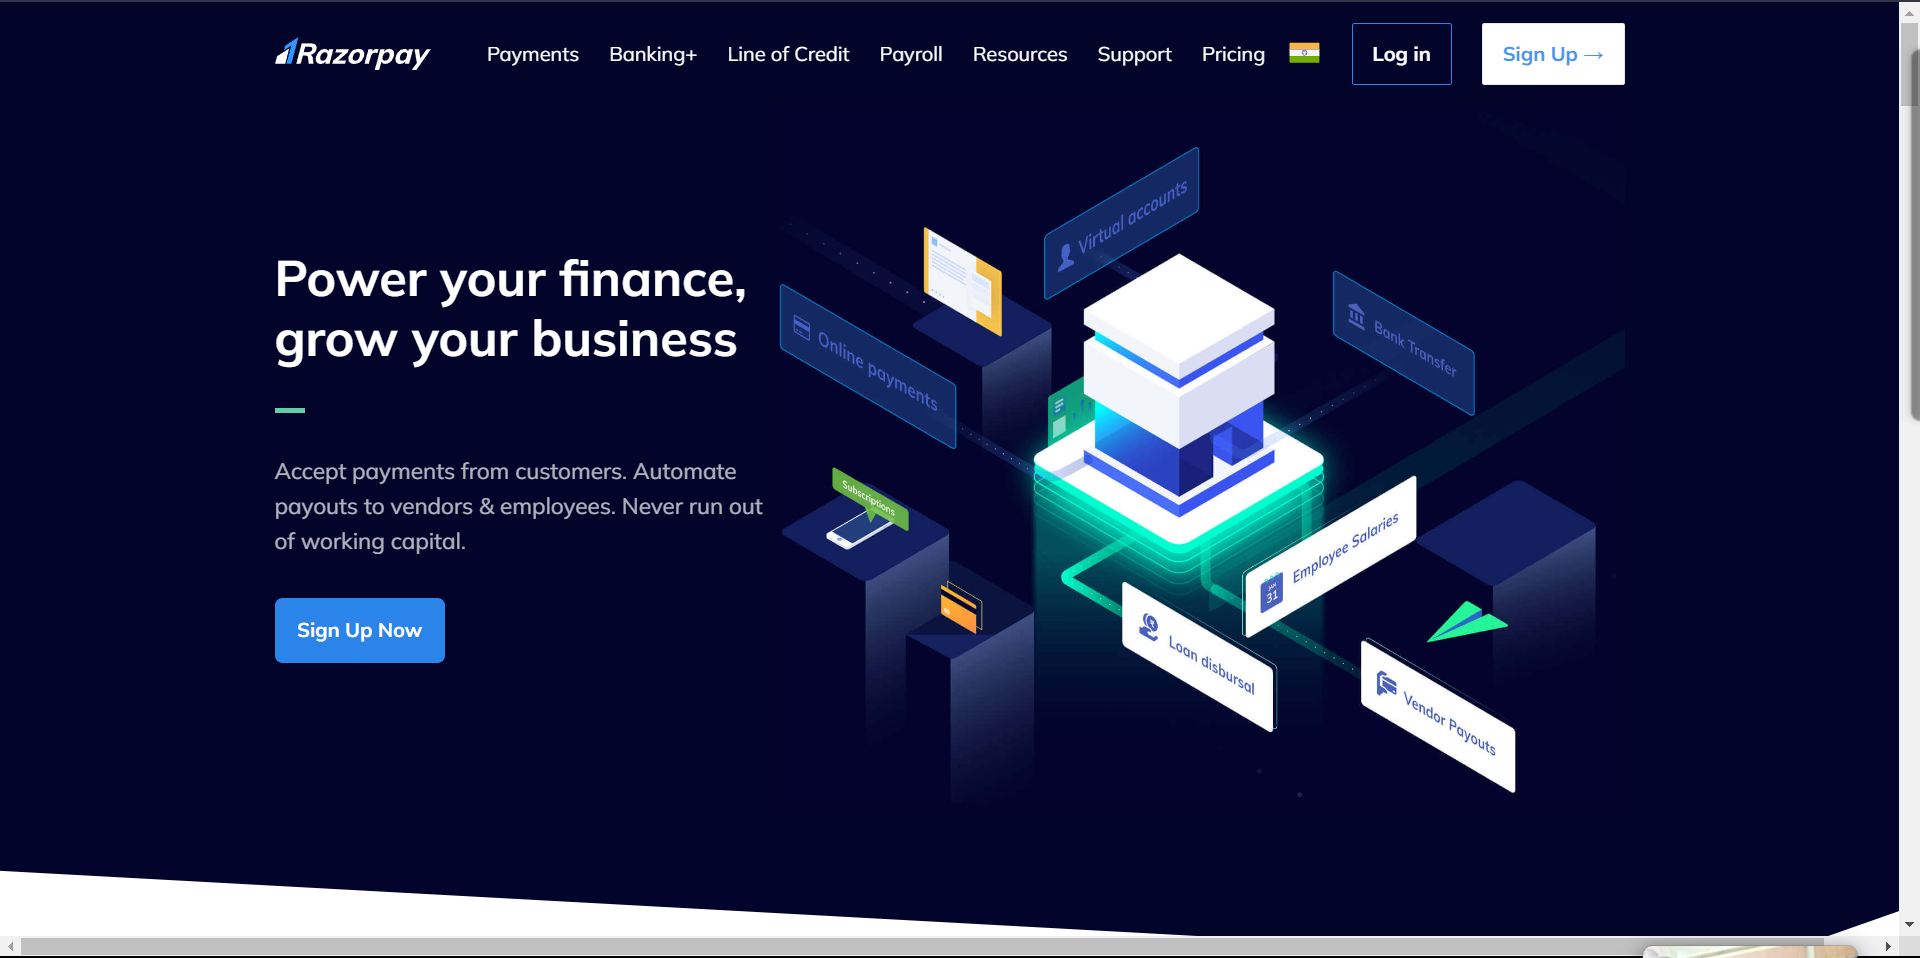 Razorpay
Payments
Banking+
Line of Credit
Payroll
Resources
Support
Pricing
Log in
Sign Up →
Power your finance,
grow your business
Accept payments from customers. Automate
payouts to vendors & employees. Never run out
of working capital.
Sign Up Now
Virtual accounts
Online payments
Bank Transfer
Subscriptions
Employee Salaries
JAN
31
Loan disbursal
Vendor Payouts